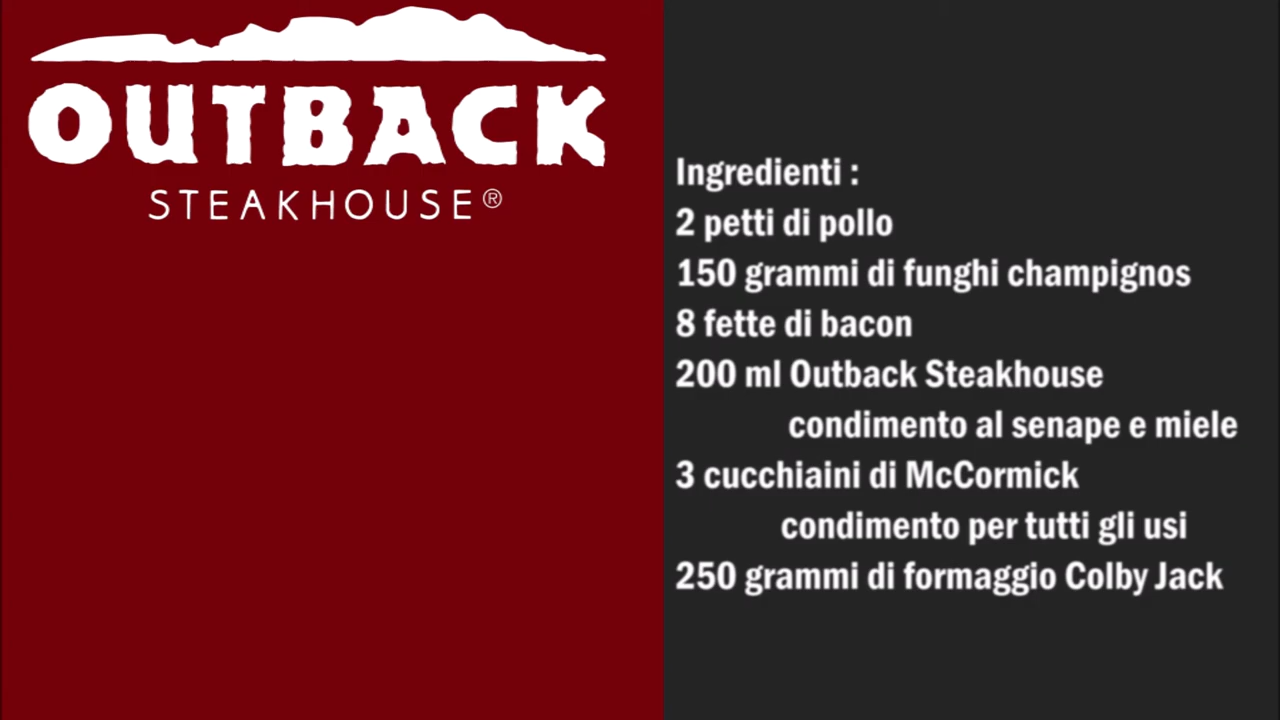 OUTBACK
STEAKHOUSE®
Ingredienti :
2 petti di pollo
150 grammi di funghi champignos
8 fette di bacon
200 ml Outback Steakhouse
condimento al senape e miele
3 cucchiaini di McCormick
condimento per tutti gli usi
250 grammi di formaggio Colby Jack